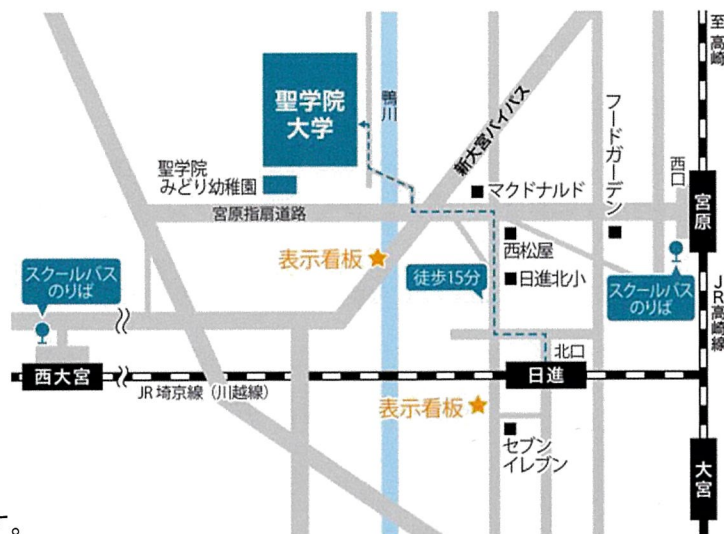 至 高崎
聖学院
大学
鴨川
新大宮バイパス
フードガーデン
西口
宮原
聖学院
みどり幼稚園
マクドナルド
宮原指扇道路
表示看板
西松屋
スクールバス
のりば
徒歩15分
日進北小
スクールバス
のりば
JR高崎線
北口
西大宮
日進
JR埼京線(川越線)
表示看板
セブン
イレブン
大宮
す。